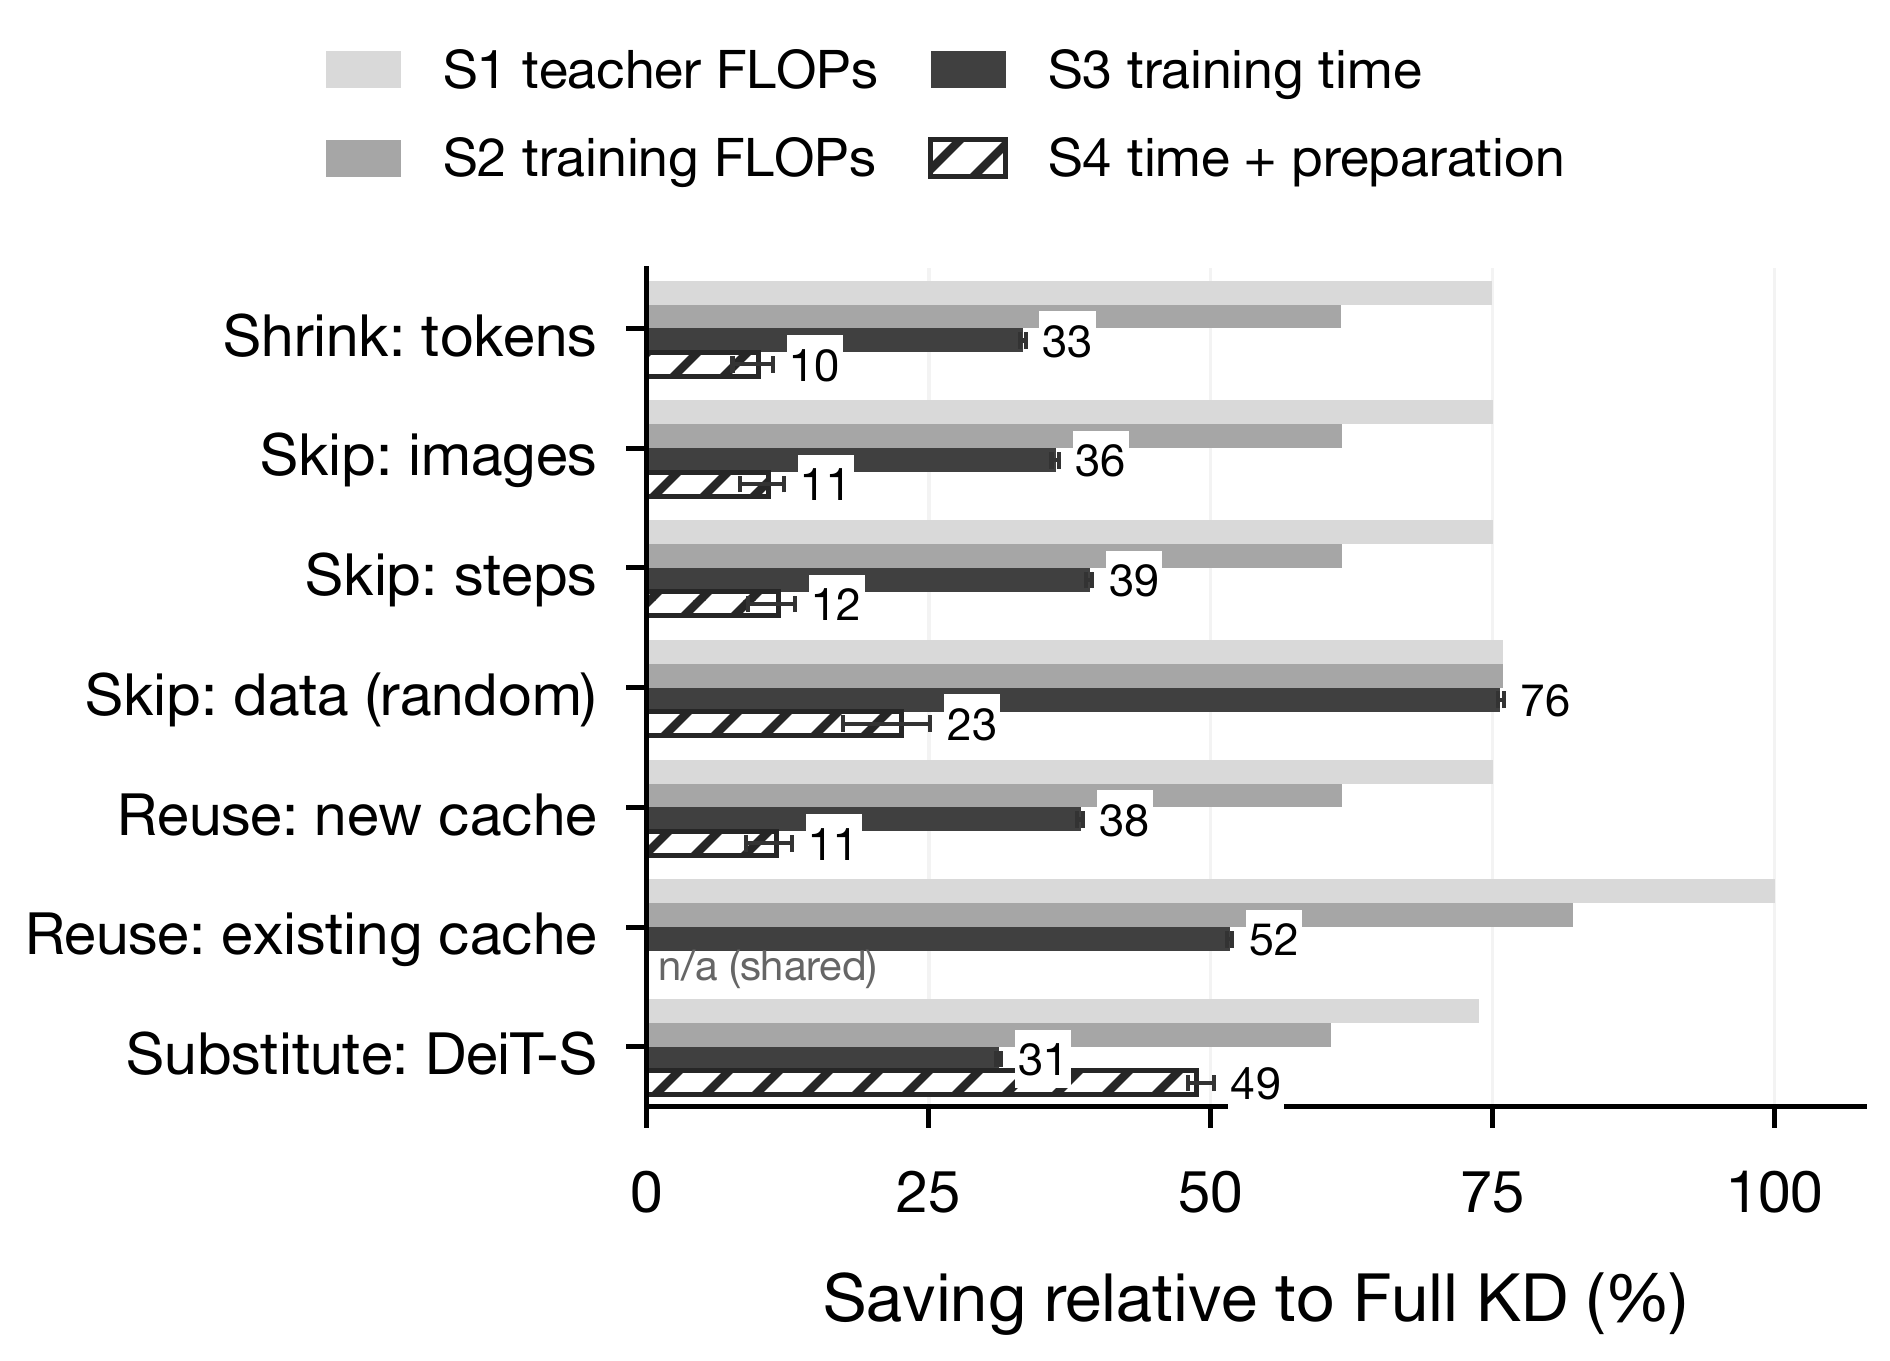 S1 teacher FLOPs
S3 training time
S2 training FLOPs
S4 time + preparation
Shrink: tokens
33
10
Skip: images
36
11
Skip: steps
39
12
Skip: data (random)
76
23
Reuse: new cache
38
11
Reuse: existing cache
52
n/a (shared)
Substitute: DeiT-S
31
49
0 25 50 75 100
Saving relative to Full KD (%)